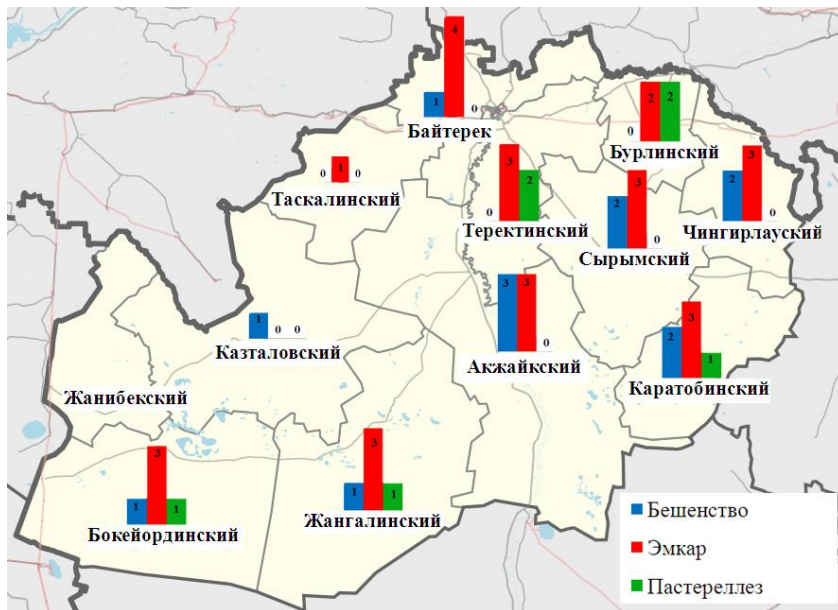 4
1
0
Байтерек
0
2
2
Бурлинский
0
1
0
Таскалинский
0
3
2
Теректинский
2
3
0
Сырымский
2
3
0
Чингирлауский
1
0
0
Казталовский
3
3
0
Акжайкский
2
3
1
Каратобинский
Жанибекский
1
3
1
Бокейординский
1
3
1
Жангалинский
Бешенство
Эмкар
Пастереллез